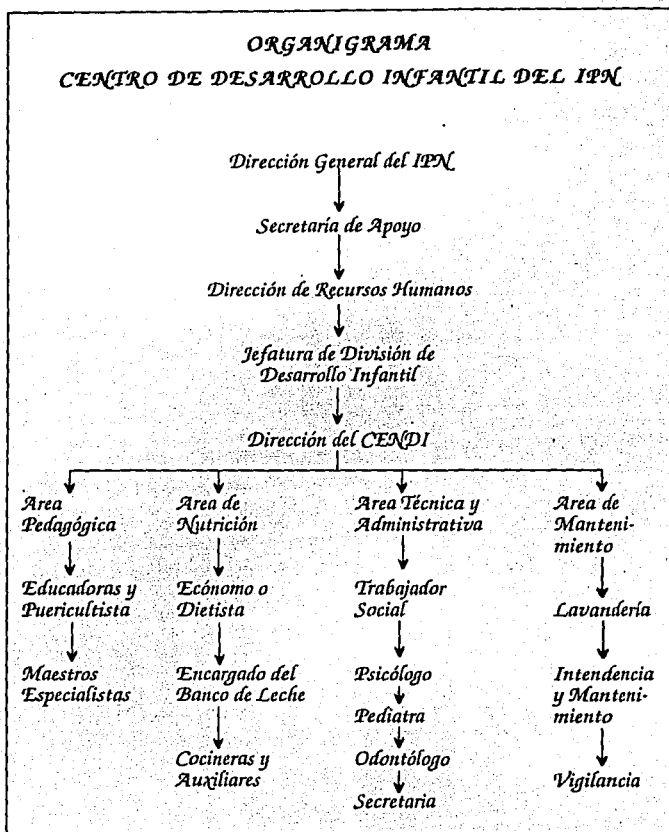 ORGANIGRAMA
CENTRO DE DESARROLLO INFANTIL DEL IPN
Dirección General del IPN
Secretaría de Apoyo
Dirección de Recursos Humanos
Jefatura de División de
Desarrollo Infantil
Dirección del CENDI
Area
Pedagógica
Educadoras y
Puericultista
Maestros
Especialistas
Area de
Nutrición
Ecónomo o
Dietista
Encargado del
Banco de Leche
Cocineras y
Auxiliares
Area Técnica y
Administrativa
Trabajador
Social
Psicólogo
Pediatra
Odontólogo
Secretaria
Area de
Manteni-
miento
Lavandería
Intendencia
y Manteni-
miento
Vigilancia